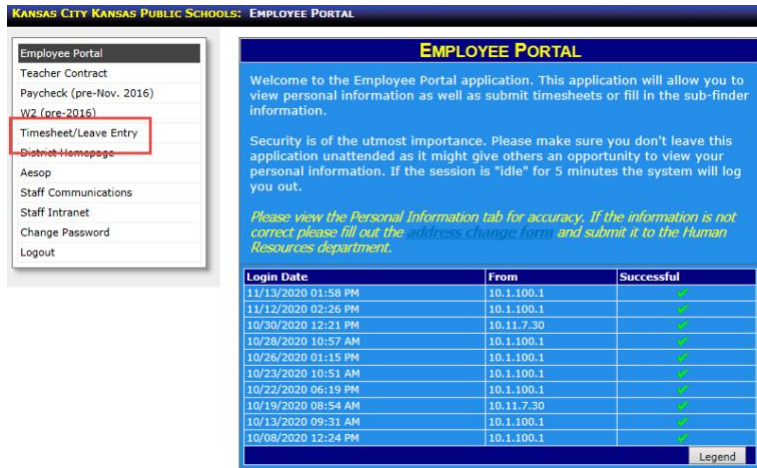 KANSAS CITY KANSAS PUBLIC SCHOOLS: EMPLOYEE PORTAL
Employee Portal
Teacher Contract
Paycheck (pre-Nov. 2016)
W2 (pre-2016)
Timesheet/Leave Entry
District Homepage
Aesop
Staff Communications
Staff Intranet
Change Password
Logout
EMPLOYEE PORTAL
Welcome to the Employee Portal application. This application will allow you to
view personal information as well as submit timesheets or fill in the sub-finder
information.
Security is of the utmost importance. Please make sure you don't leave this
application unattended as it might give others an opportunity to view your
personal information. If the session is "idle" for 5 minutes the system will log
you out.
Please view the Personal Information tab for accuracy. If the information is not
correct please fill out the address change form and submit it to the Human
Resources department.
Login Date From Successful
11/13/2020 01:58 PM 10.1.100.1
11/12/2020 02:26 PM 10.1.100.1
10/30/2020 12:21 PM 10.11.7.30
10/28/2020 10:57 AM 10.1.100.1
10/26/2020 01:15 PM 10.1.100.1
10/23/2020 10:51 AM 10.1.100.1
10/22/2020 06:19 PM 10.1.100.1
10/19/2020 08:54 AM 10.11.7.30
10/13/2020 09:31 AM 10.1.100.1
10/08/2020 12:24 PM 10.1.100.1
Legend